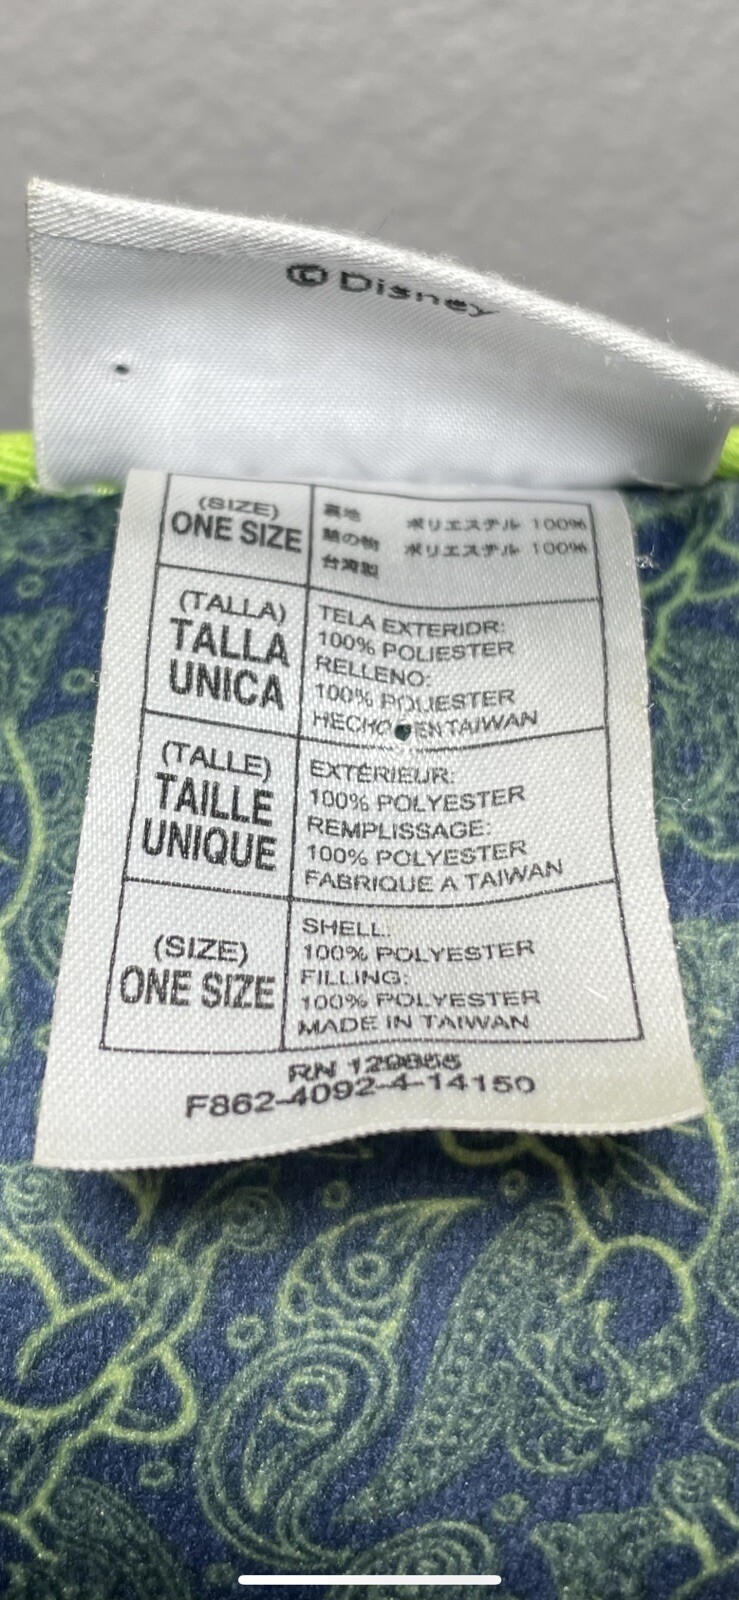 © Disney
(SIZE)
ONE SIZE
裏地 ポリエステル 100%
詰め物 ポリエステル 100%
台湾製
(TALLA)
TALLA
UNICA
TELA EXTERIDR:
100% POLIESTER
RELLENO:
100% POLIESTER
HECHO EN TAIWAN
(TALLE)
TAILLE
UNIQUE
EXTÉRIEUR:
100% POLYESTER
REMPLISSAGE:
100% POLYESTER
FABRIQUE A TAIWAN
(SIZE)
ONE SIZE
SHELL:
100% POLYESTER
FILLING:
100% POLYESTER
MADE IN TAIWAN
RN
F862-4092-4-14150